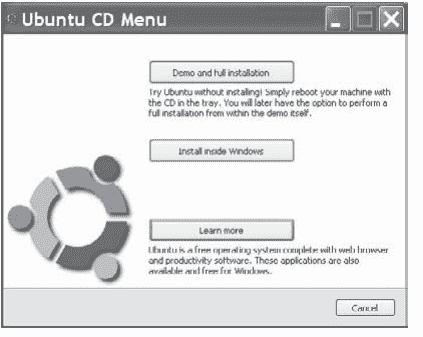 Ubuntu CD Menu
Demo and full installation
Try Ubuntu without installing! Simply reboot your machine with
the CD in the tray. You will later have the option to perform a
full installation from within the demo itself.
Install inside Windows
Learn more
Ubuntu is a free operating system complete with web browser
and productivity software. These applications are also
available and free for Windows.
Cancel